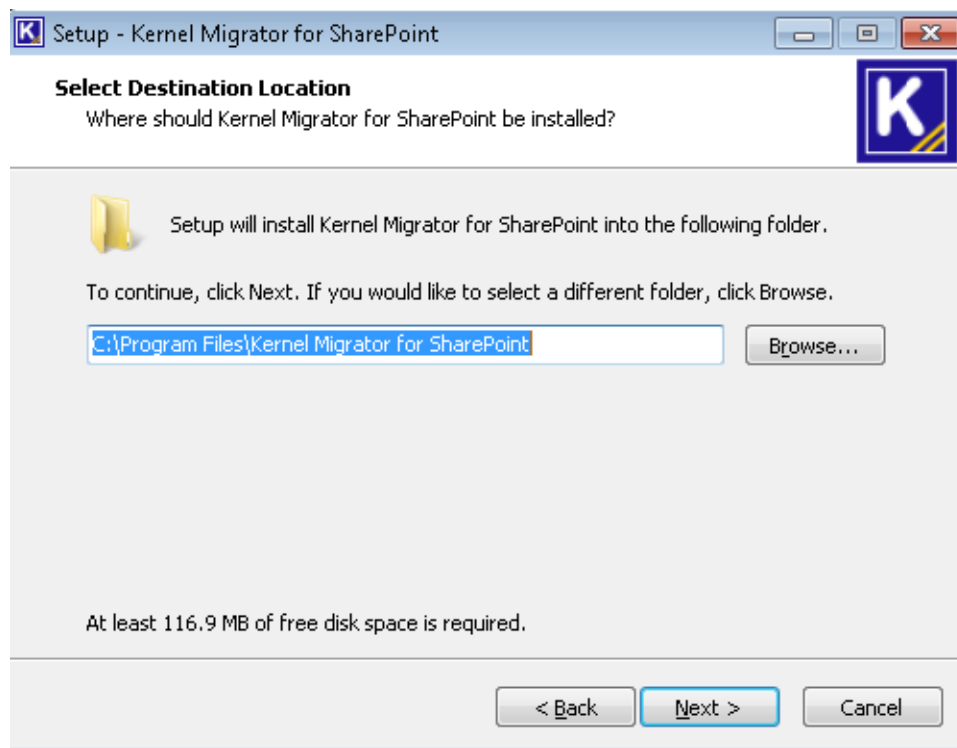 Setup - Kernel Migrator for SharePoint
Select Destination Location
Where should Kernel Migrator for SharePoint be installed?
K
Setup will install Kernel Migrator for SharePoint into the following folder.
To continue, click Next. If you would like to select a different folder, click Browse.
C:\Program Files\Kernel Migrator for SharePoint
Browse...
At least 116.9 MB of free disk space is required.
< Back
Next >
Cancel